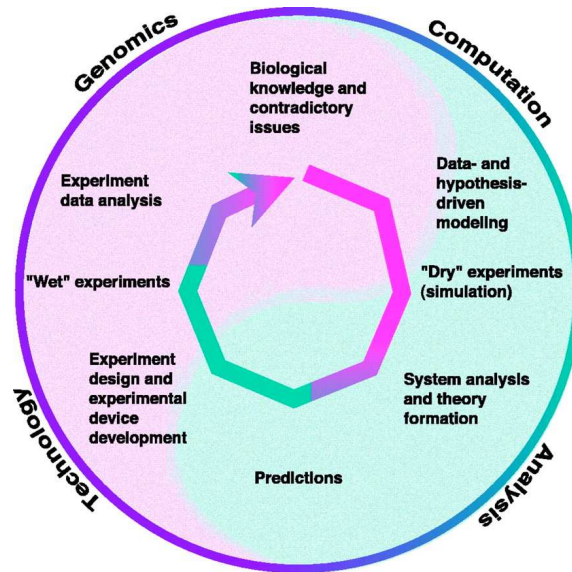 Genomics
Computation
Biological
knowledge and
contradictory
issues
Data- and
hypothesis-
driven
modeling
"Dry" experiments
(simulation)
System analysis
and theory
formation
Predictions
Experiment
design and
experimental
device
development
"Wet" experiments
Experiment
data analysis
Technology
Analysis